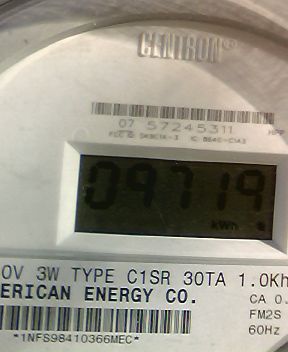 CENTRON®
07 57245311
09719
kWh
0V 3W TYPE C1SR 30TA 1.0Kh
ERICAN ENERGY CO.
CA 0.
FM2S
60Hz
*1NFS98410366MEC*